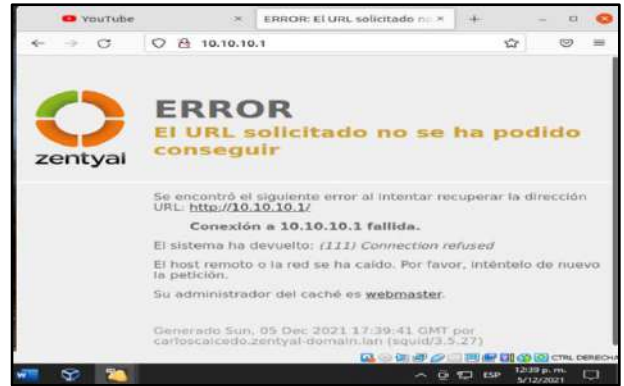 YouTube
ERROR: El URL solicitado no
10.10.10.1
zentyal
ERROR
El URL solicitado no se ha podido
conseguir
Se encontró el siguiente error al intentar recuperar la dirección
URL: http://10.10.10.1/
Conexión a 10.10.10.1 fallida.
El sistema ha devuelto: (111) Connection refused
El host remoto o la red se ha caído. Por favor, inténtelo de nuevo
la petición.
Su administrador del caché es webmaster.
Generado Sun, 05 Dec 2021 17:39:41 GMT por
carloscaicedo.zentyal-domain.lan (squid/3.5.27)
CTRL DERECHA
ESP
12:39 p. m.
5/12/2021